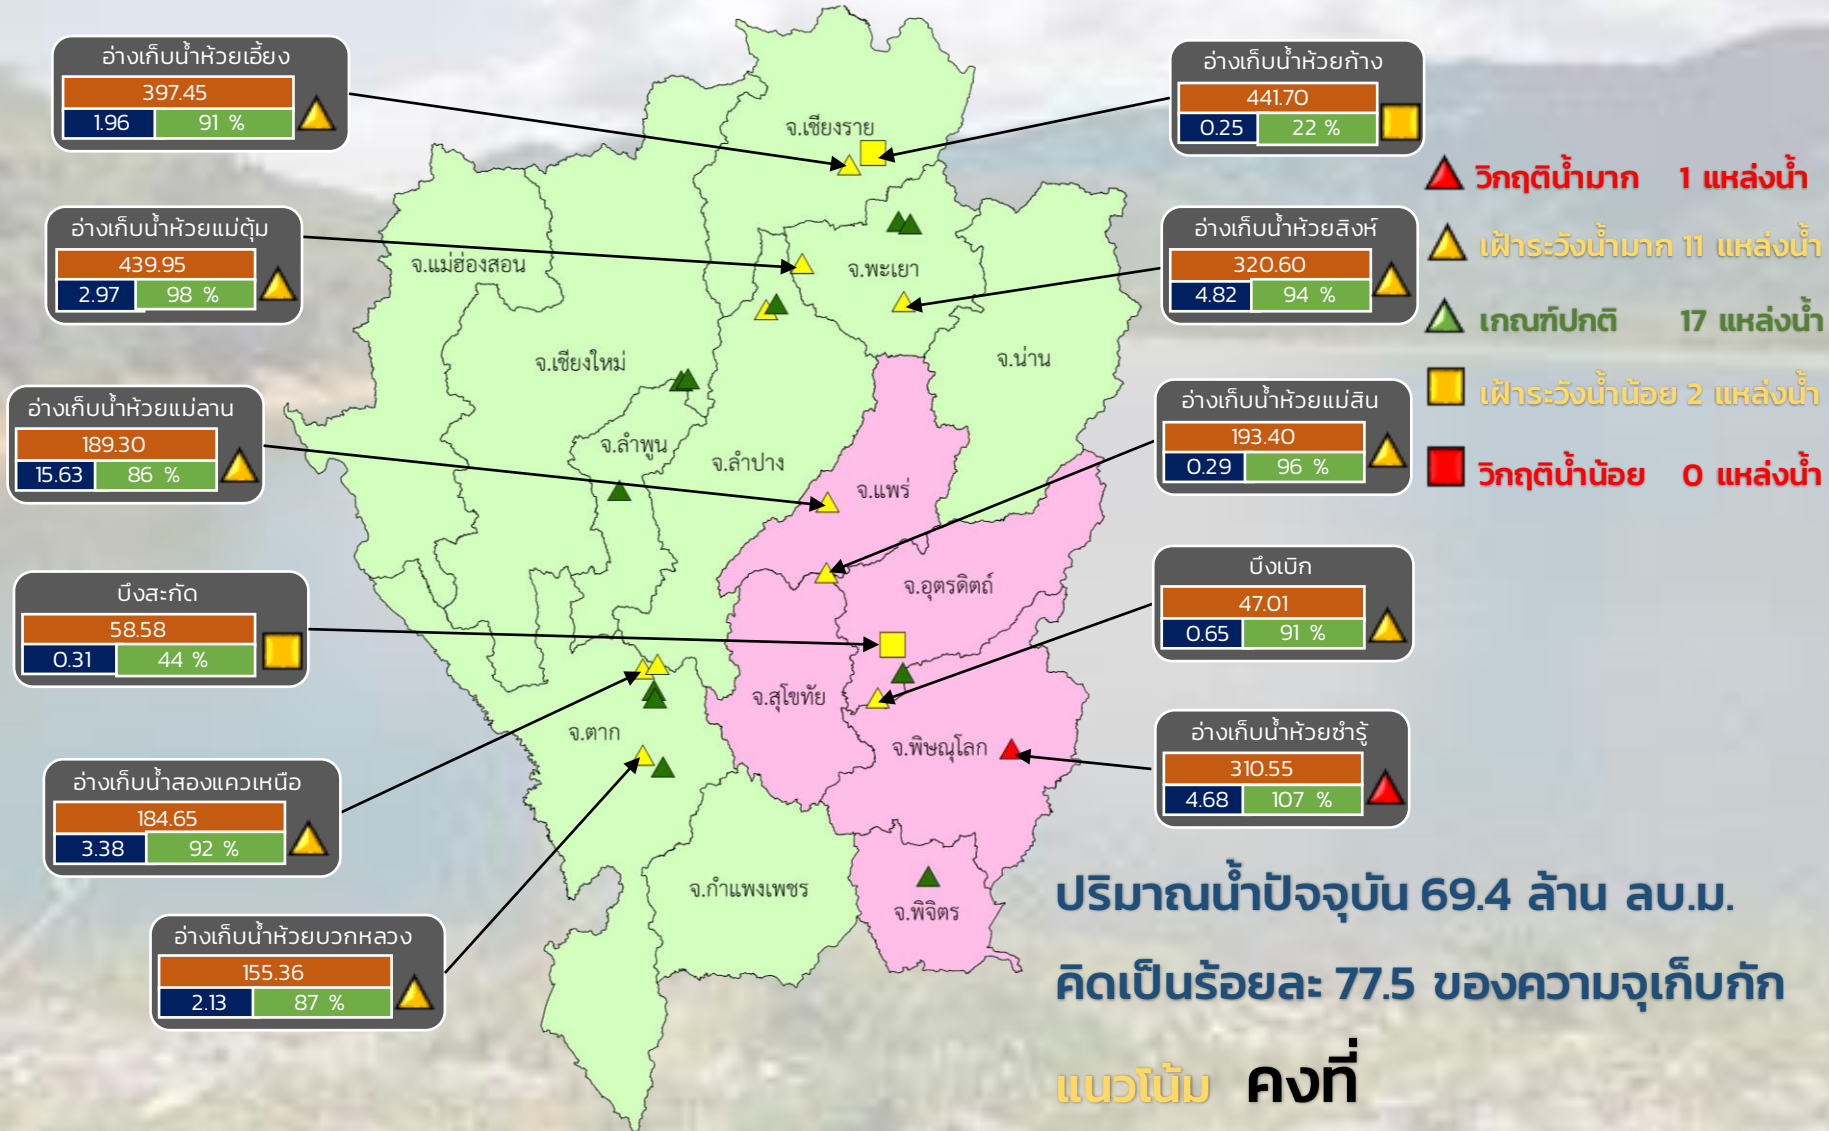 อ่างเก็บน้ำห้วยเอี้ยง
397.45
1.96 91 %
อ่างเก็บน้ำห้วยแม่ตุ้ม
439.95
2.97 98 %
อ่างเก็บน้ำห้วยแม่ลาน
189.30
15.63 86 %
บึงสะกัด
58.58
0.31 44 %
อ่างเก็บน้ำสองแควเหนือ
184.65
3.38 92 %
อ่างเก็บน้ำห้วยบวกหลวง
155.36
2.13 87 %
จ.เชียงราย
จ.แม่ฮ่องสอน
จ.พะเยา
จ.เชียงใหม่
จ.น่าน
จ.ลำพูน
จ.ลำปาง
จ.แพร่
จ.อุตรดิตถ์
จ.สุโขทัย
จ.ตาก
จ.พิษณุโลก
จ.กำแพงเพชร
จ.พิจิตร
อ่างเก็บน้ำห้วยก้าง
441.70
0.25 22 %
อ่างเก็บน้ำห้วยสิงห์
320.60
4.82 94 %
อ่างเก็บน้ำห้วยแม่สิน
193.40
0.29 96 %
บึงเบิก
47.01
0.65 91 %
อ่างเก็บน้ำห้วยซำรู้
310.55
4.68 107 %
วิกฤติน้ำมาก 1 แหล่งน้ำ
เฝ้าระวังน้ำมาก 11 แหล่งน้ำ
เกณฑ์ปกติ 17 แหล่งน้ำ
เฝ้าระวังน้ำน้อย 2 แหล่งน้ำ
วิกฤติน้ำน้อย 0 แหล่งน้ำ
ปริมาณน้ำปัจจุบัน 69.4 ล้าน ลบ.ม.
คิดเป็นร้อยละ 77.5 ของความจุเก็บกัก
แนวโน้ม คงที่